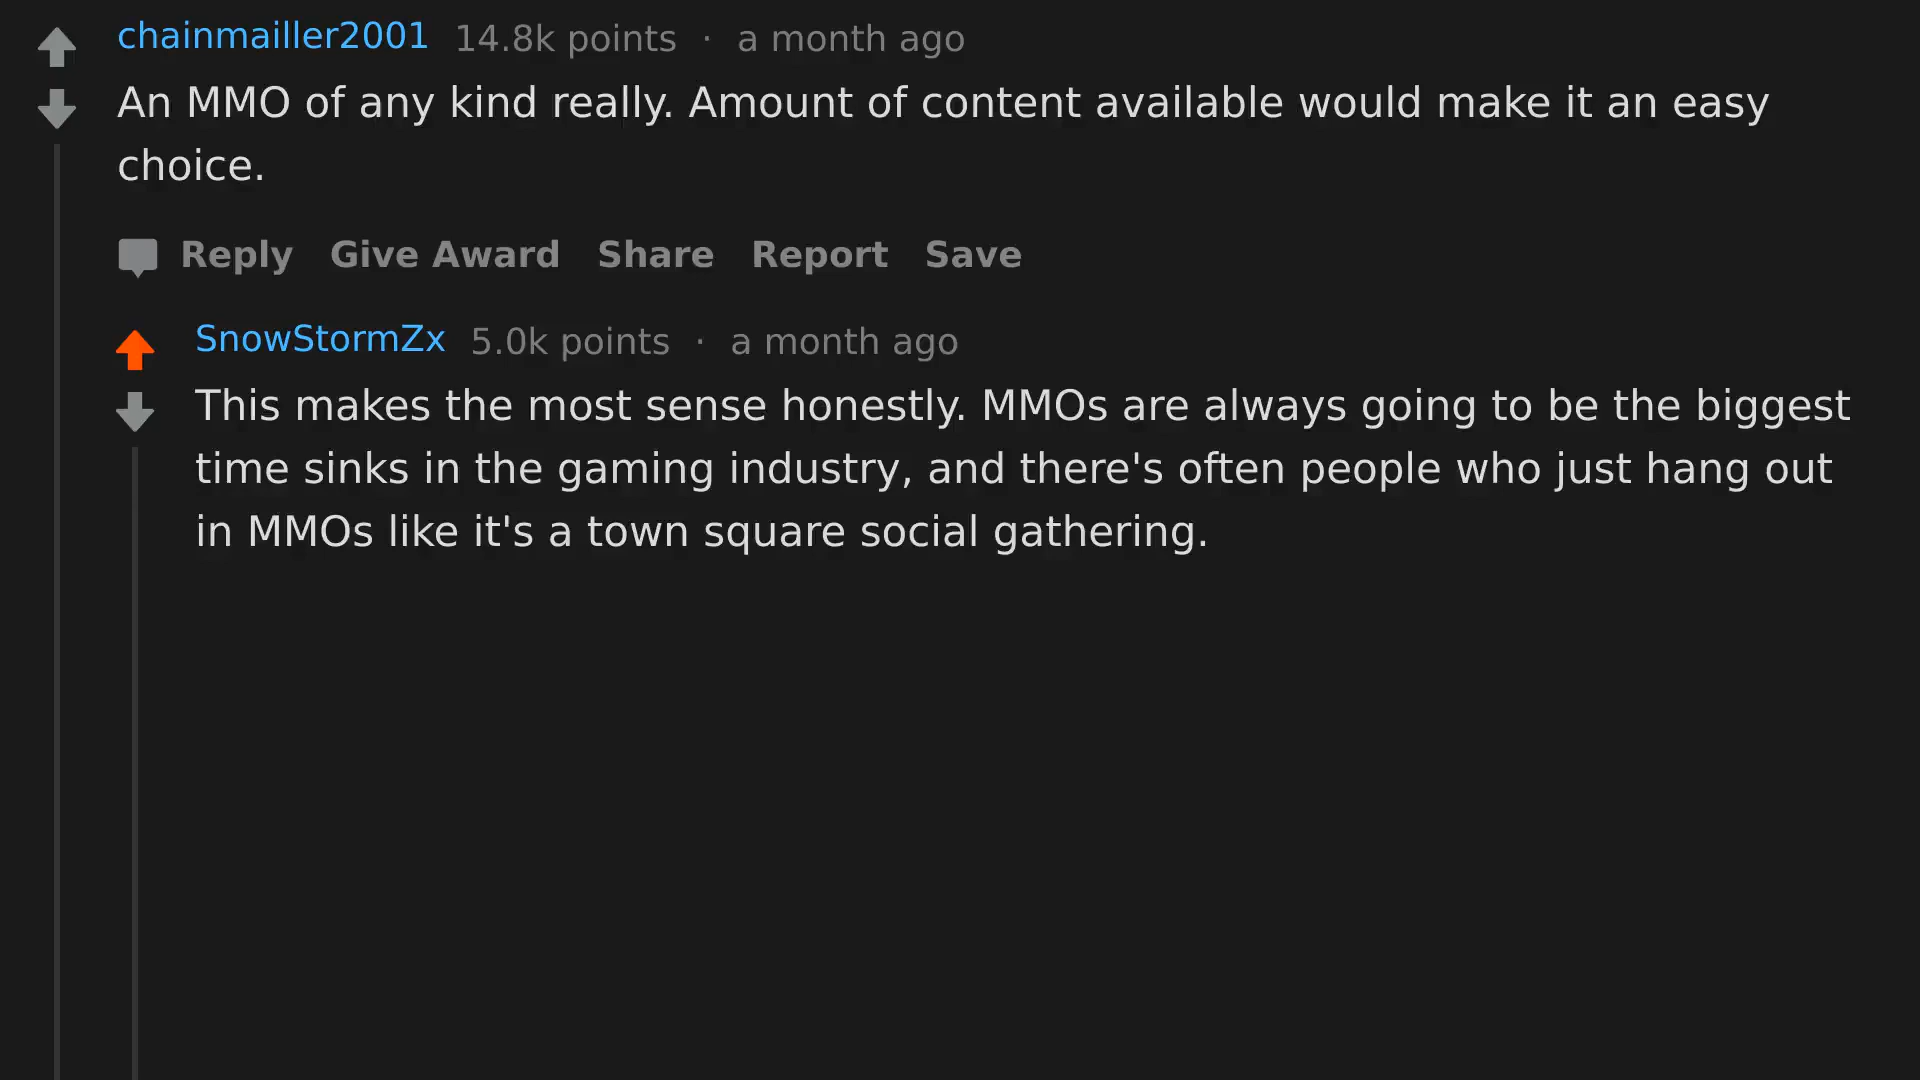 chainmailler2001 14.8k points · a month ago
An MMO of any kind really. Amount of content available would make it an easy
choice.
Reply Give Award Share Report Save
SnowStormZx 5.0k points · a month ago
This makes the most sense honestly. MMOs are always going to be the biggest
time sinks in the gaming industry, and there's often people who just hang out
in MMOs like it's a town square social gathering.